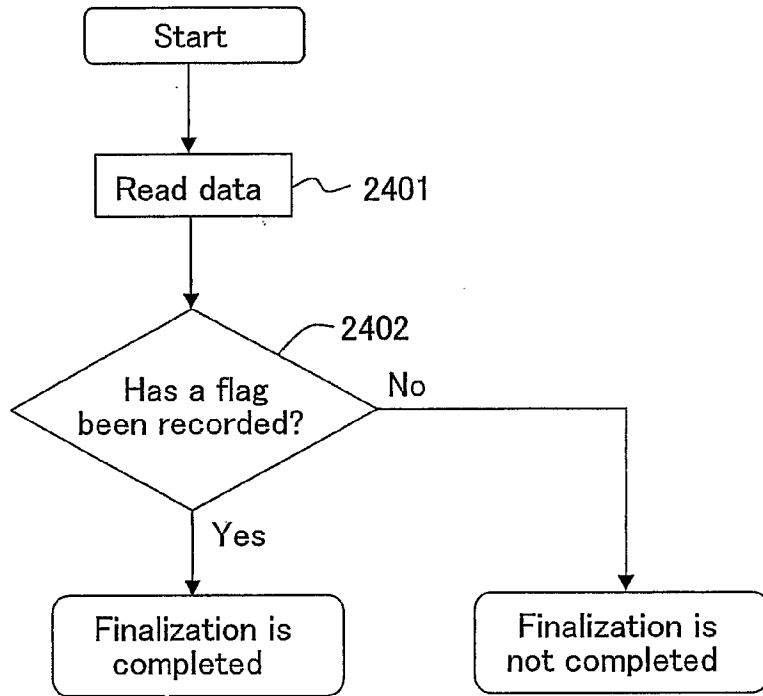 Start
Read data
2401
2402
Has a flag
been recorded?
No
Yes
Finalization is
completed
Finalization is
not completed